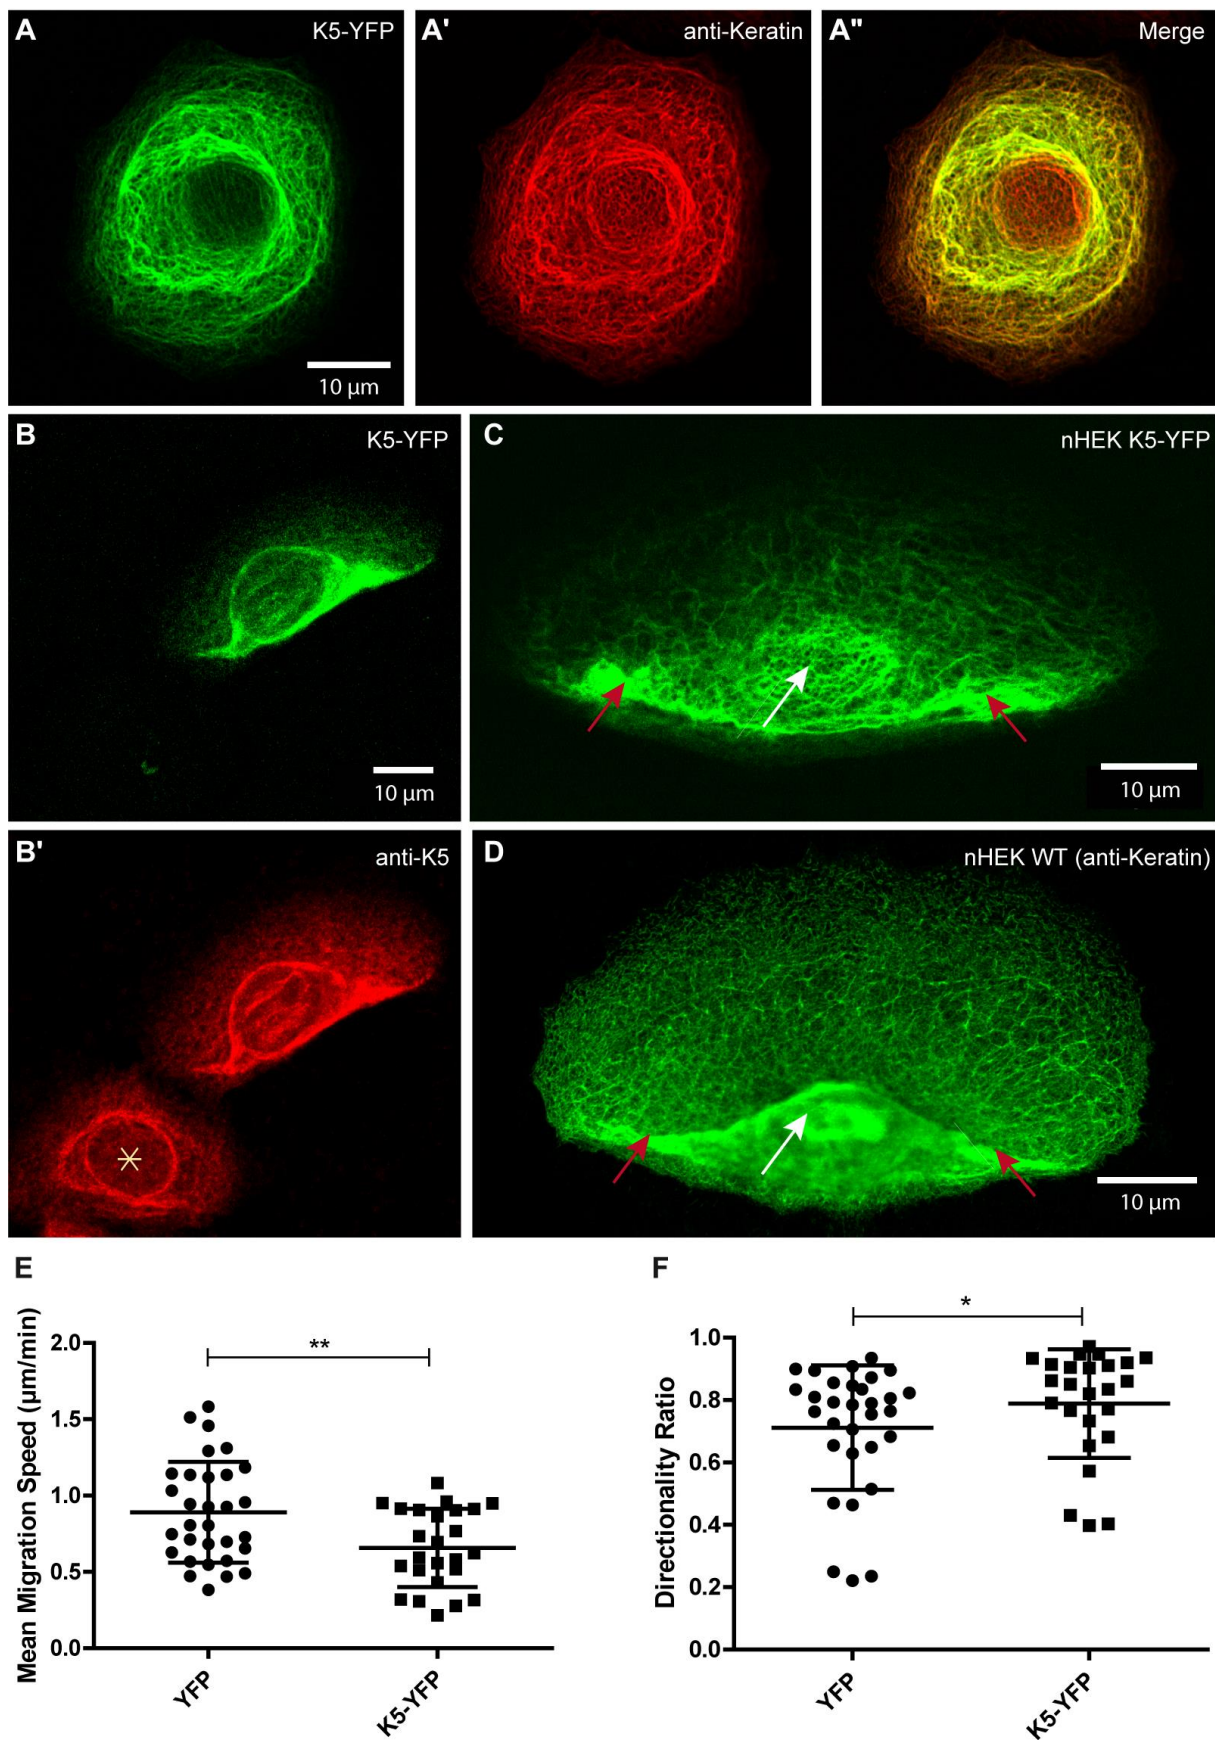 A K5-YFP
A' anti-Keratin
A" Merge
10 µm
B K5-YFP
10 µm
C nHEK K5-YFP
10 µm
B' anti-K5
D nHEK WT (anti-Keratin)
10 µm
E
**
Mean Migration Speed (µm/min)
2.0
1.5
1.0
0.5
0.0
YFP
K5-YFP
F
*
Directionality Ratio
1.0
0.8
0.6
0.4
0.2
0.0
YFP
K5-YFP